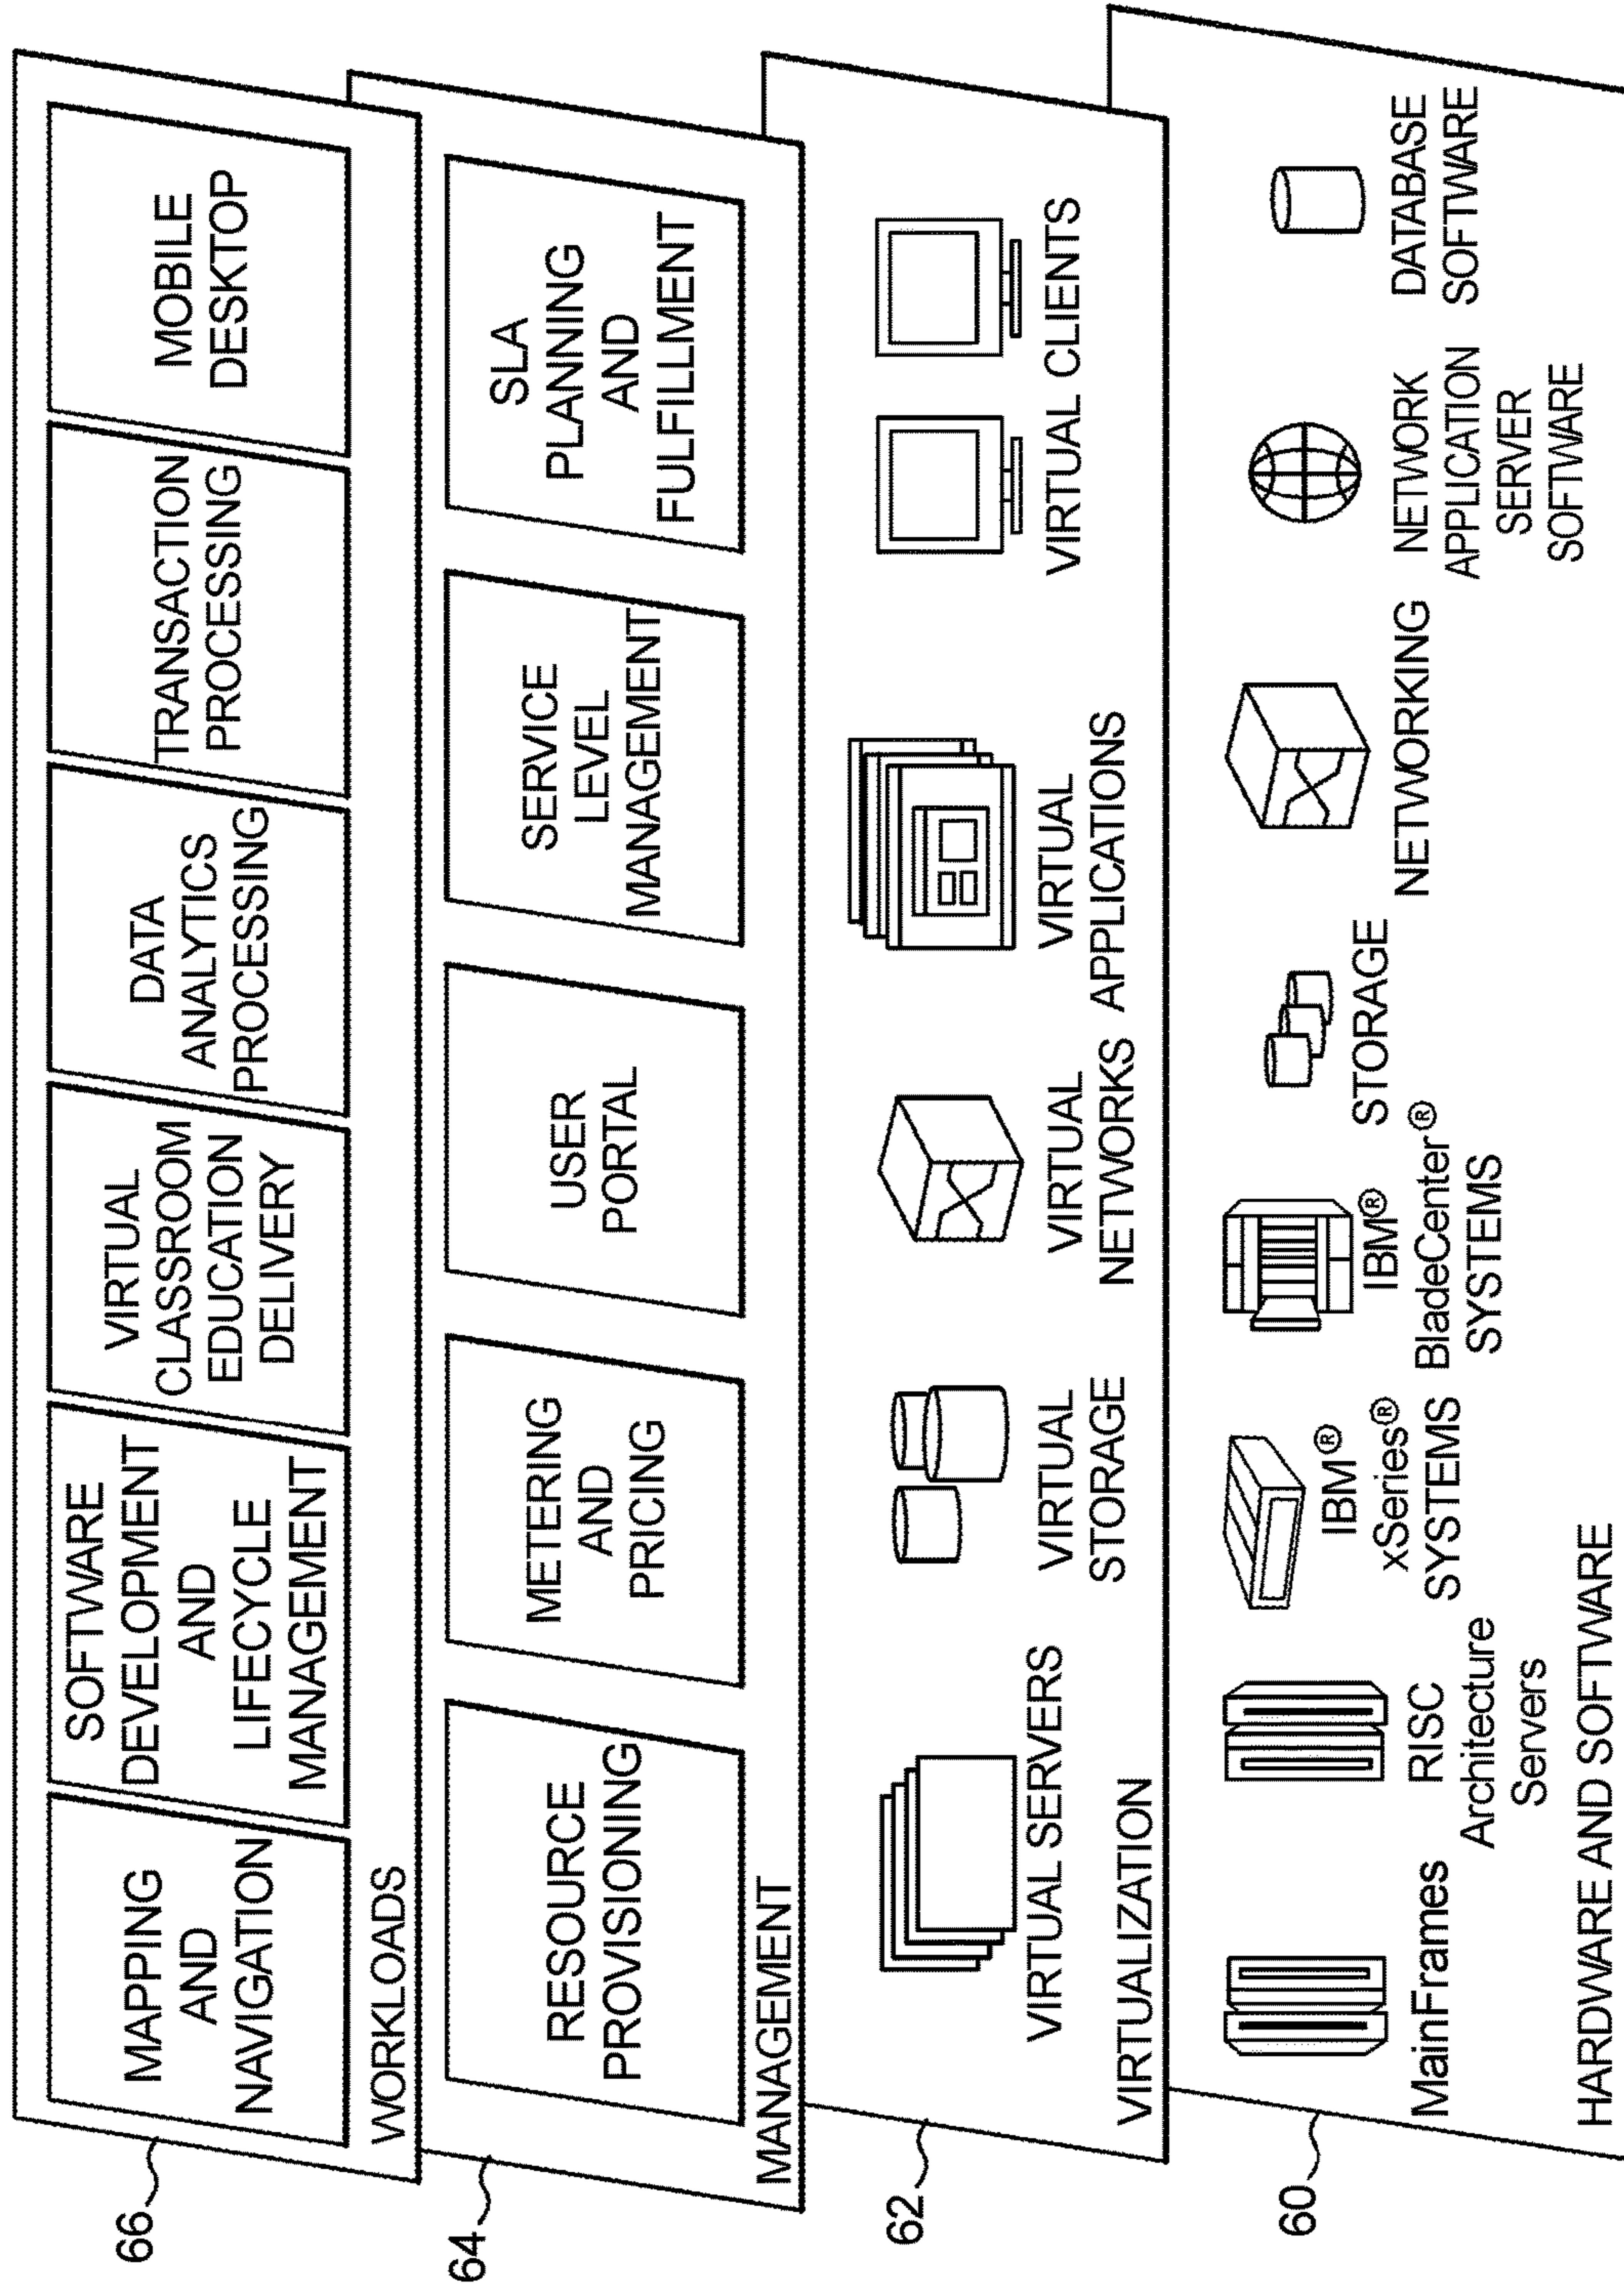 66
MAPPING
AND
NAVIGATION
SOFTWARE
DEVELOPMENT
AND
LIFECYCLE
MANAGEMENT
VIRTUAL
CLASSROOM
EDUCATION
DELIVERY
DATA
ANALYTICS
PROCESSING
TRANSACTION
PROCESSING
MOBILE
DESKTOP
WORKLOADS
64
RESOURCE
PROVISIONING
METERING
AND
PRICING
USER
PORTAL
SERVICE
LEVEL
MANAGEMENT
SLA
PLANNING
AND
FULFILLMENT
MANAGEMENT
62
VIRTUAL SERVERS
VIRTUAL
STORAGE
VIRTUAL
NETWORKS
VIRTUAL
APPLICATIONS
VIRTUAL CLIENTS
VIRTUALIZATION
60
MainFrames
RISC
Architecture
Servers
IBM®
xSeries®
SYSTEMS
IBM®
BladeCenter®
SYSTEMS
STORAGE
NETWORKING
NETWORK
APPLICATION
SERVER
SOFTWARE
DATABASE
SOFTWARE
HARDWARE AND SOFTWARE